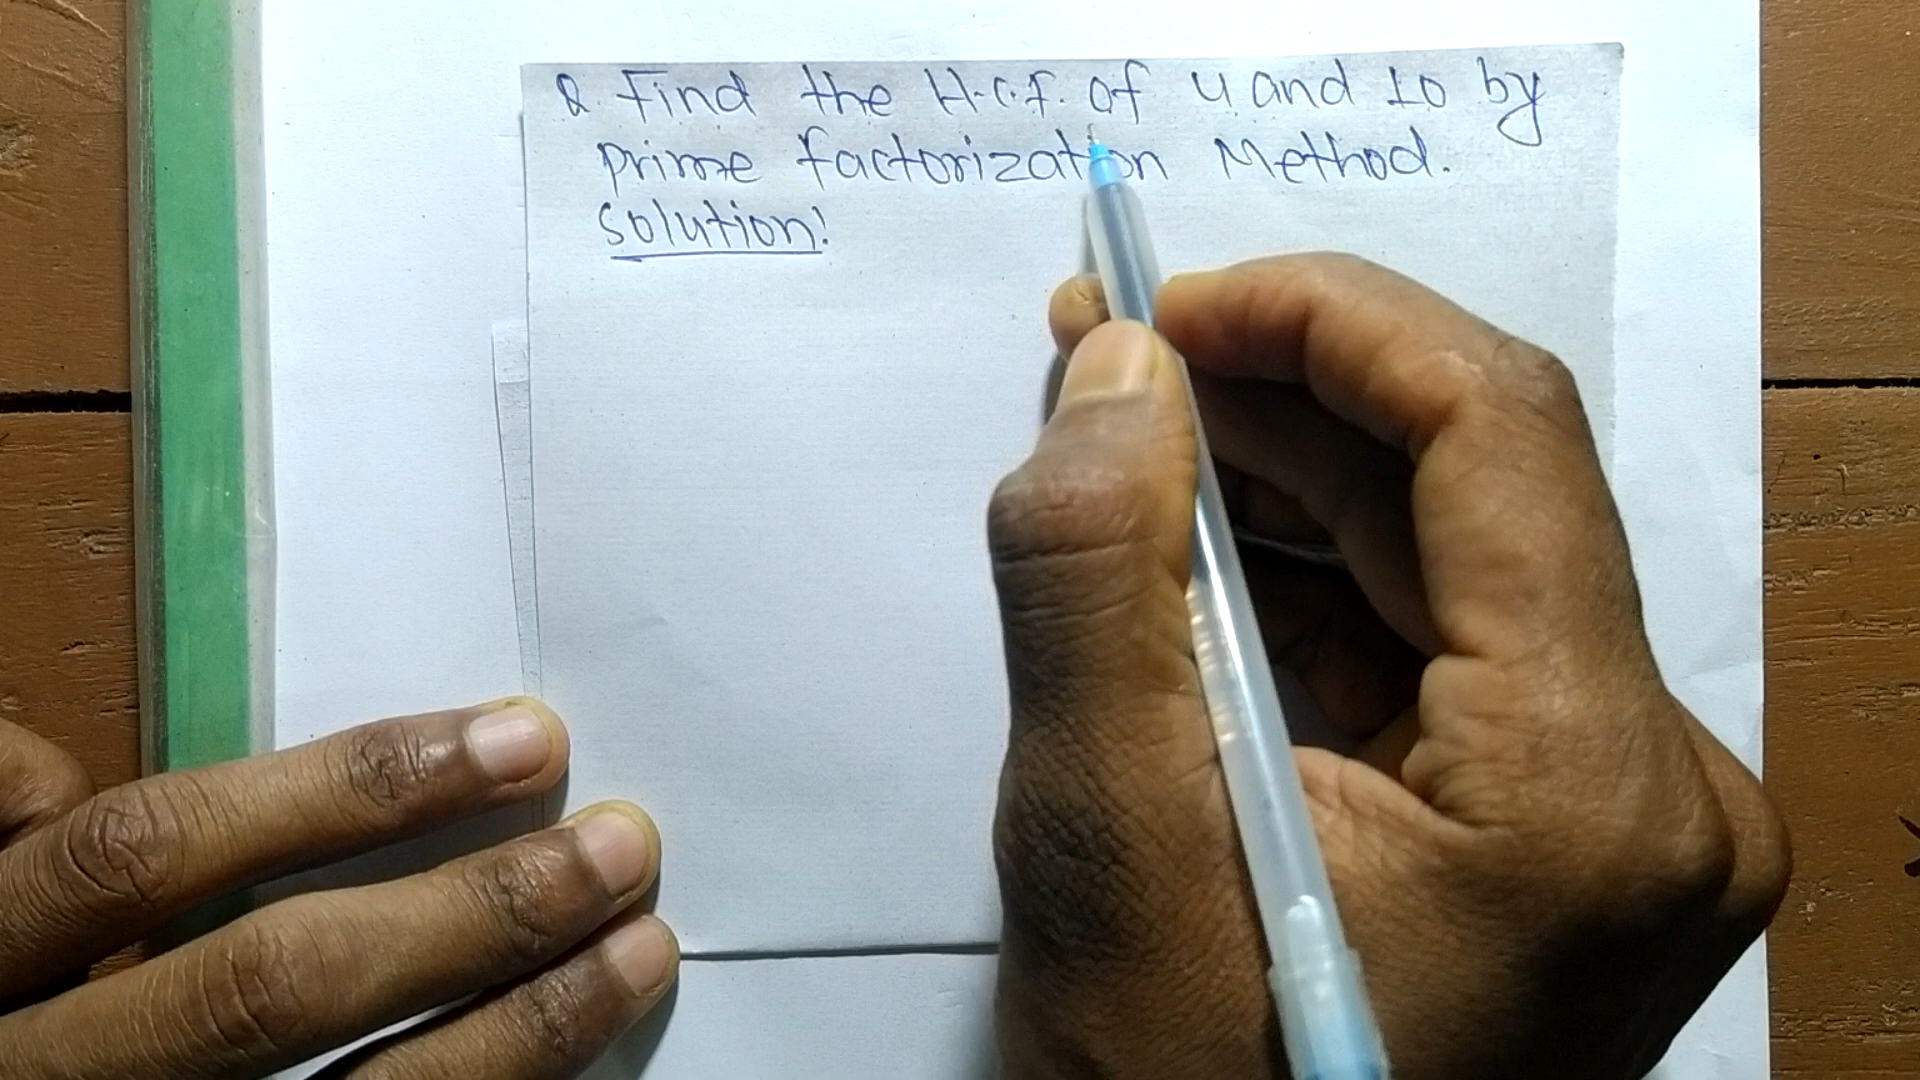 Q. Find the H.C.F. of 4 and 10 by
prime factorization Method.
Solution: